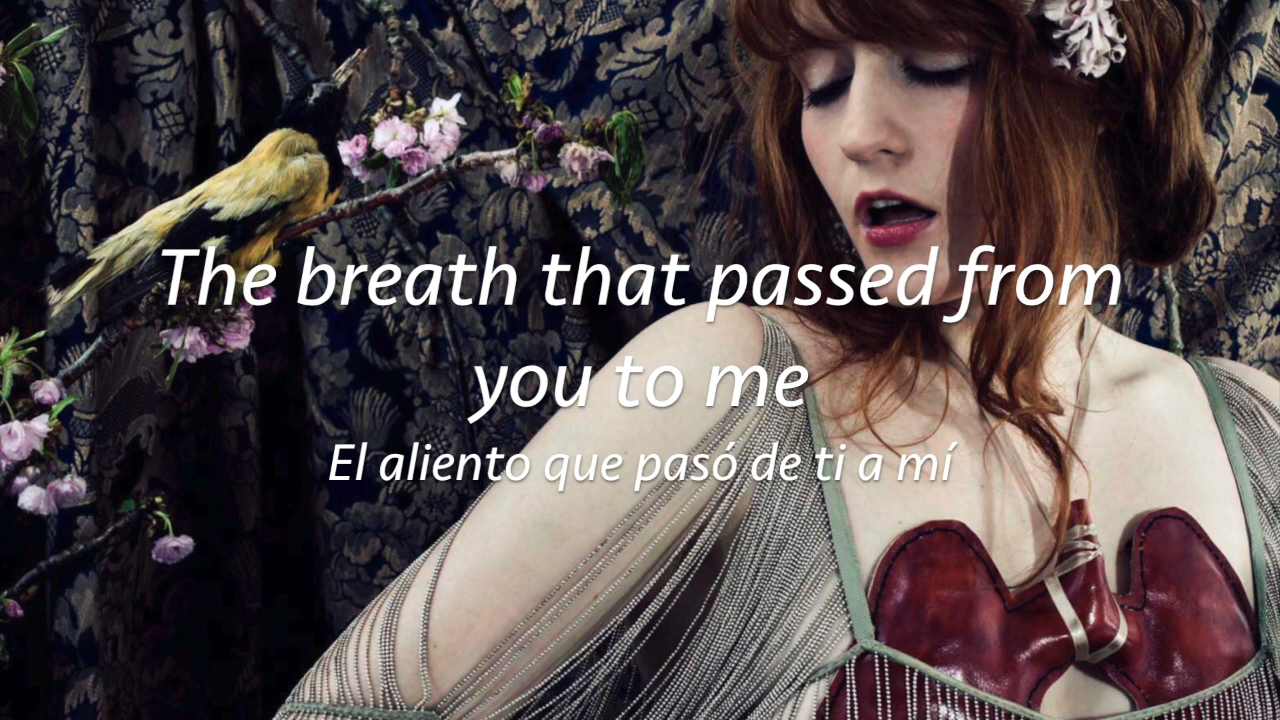 The breath that passed from
you to me
El aliento que pasó de ti a mí